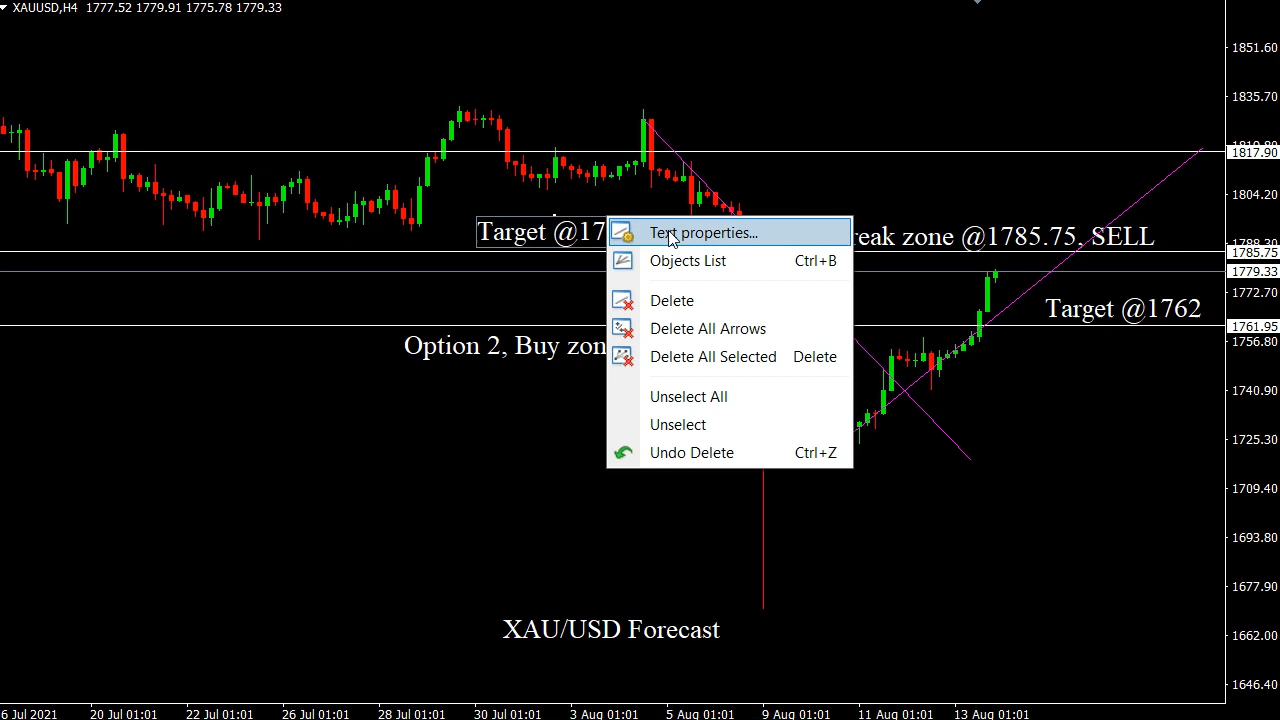 XAUUSD,H4 1777.52 1779.91 1775.78 1779.33
1851.60
1835.70
1817.90
1804.20
Target @17
reak zone @1785.75, SELL
1788.20
1785.75
1779.33
Text properties...
Objects List Ctrl+B
Delete
Delete All Arrows
Delete All Selected Delete
Unselect All
Unselect
Undo Delete Ctrl+Z
1772.70
Target @1762
1761.95
Option 2, Buy zon
1756.80
1740.90
1725.30
1709.40
1693.80
1677.90
XAU/USD Forecast
1662.00
1646.40
6 Jul 2021 20 Jul 01:01 22 Jul 01:01 26 Jul 01:01 28 Jul 01:01 30 Jul 01:01 3 Aug 01:01 5 Aug 01:01 9 Aug 01:01 11 Aug 01:01 13 Aug 01:01